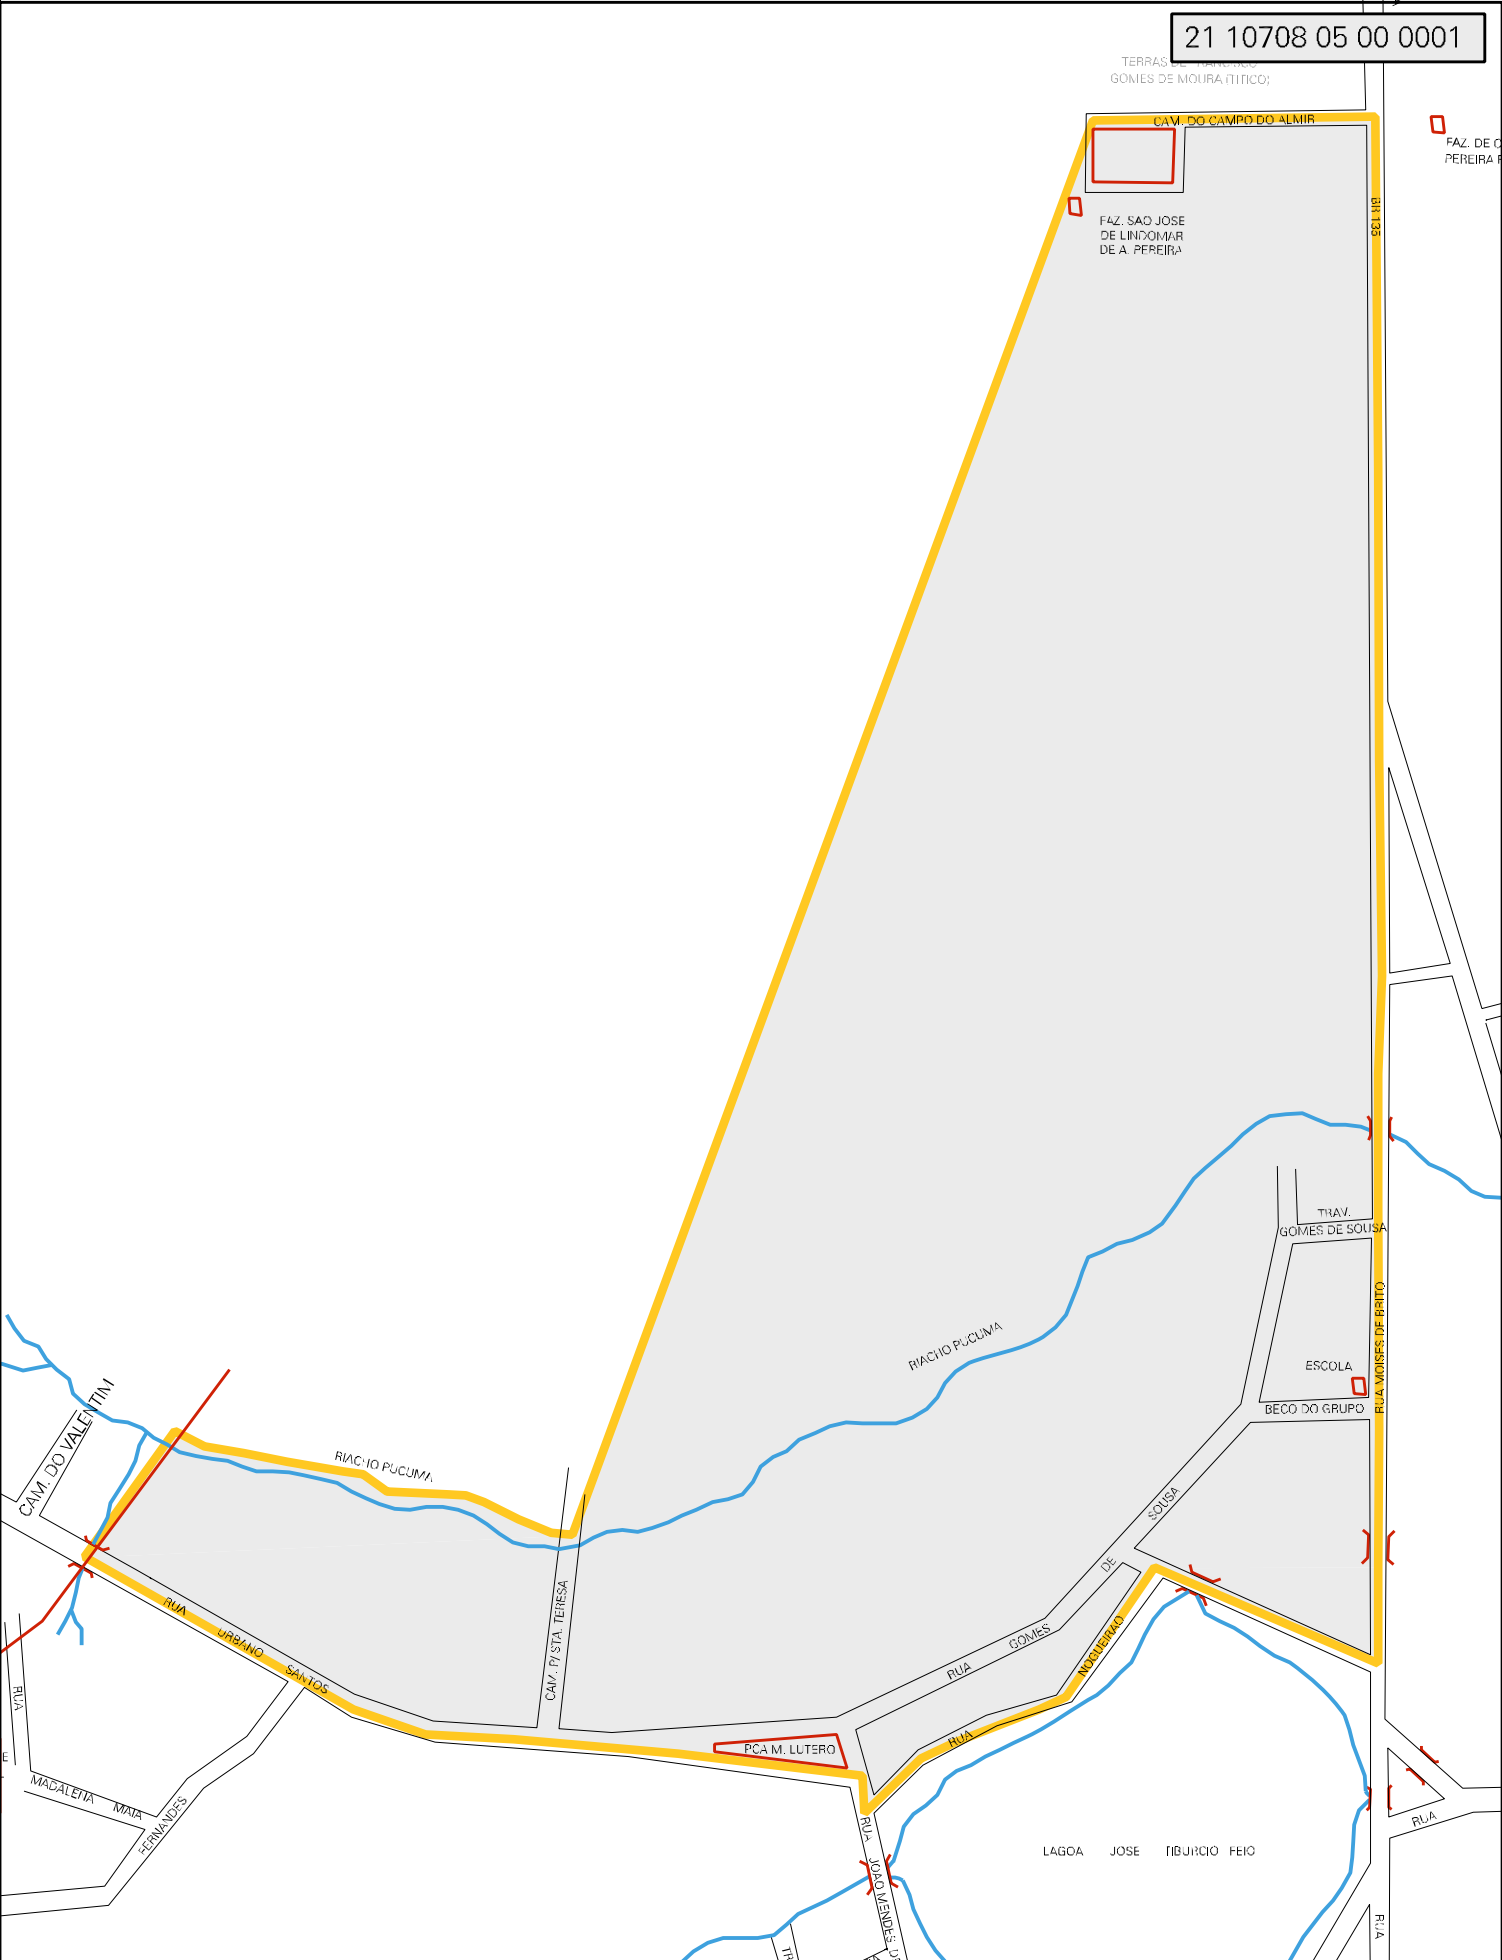 21 10708 05 00 0001
GOMES DE MOURA (TITICO)
CAM. DO CAMPO DO ALMIR
FAZ. DE
PEREIRA
BR 135
FAZ. SAO JOSE
DE LINDOMAR
DE A. PEREIRA
TRAV.
GOMES DE SOUSA
RUA MOISES DE BRITO
RIACHO PUCUMA
ESCOLA
BECO DO GRUPO
CAM. DO VALENTIM
RIACHO PUCUMA
SOUSA
DE
GOMES
RUA
CAM. P/ STA. TERESA
RUA
URBANO
SANTOS
NOGUEIRAO
RUA
RUA
PCA M. LUTERO
MADALENA MAIA
FERNANDES
RUA
JOAO MENDES
LAGOA JOSE TIBURCIO FEIO
RUA
RUA
TR